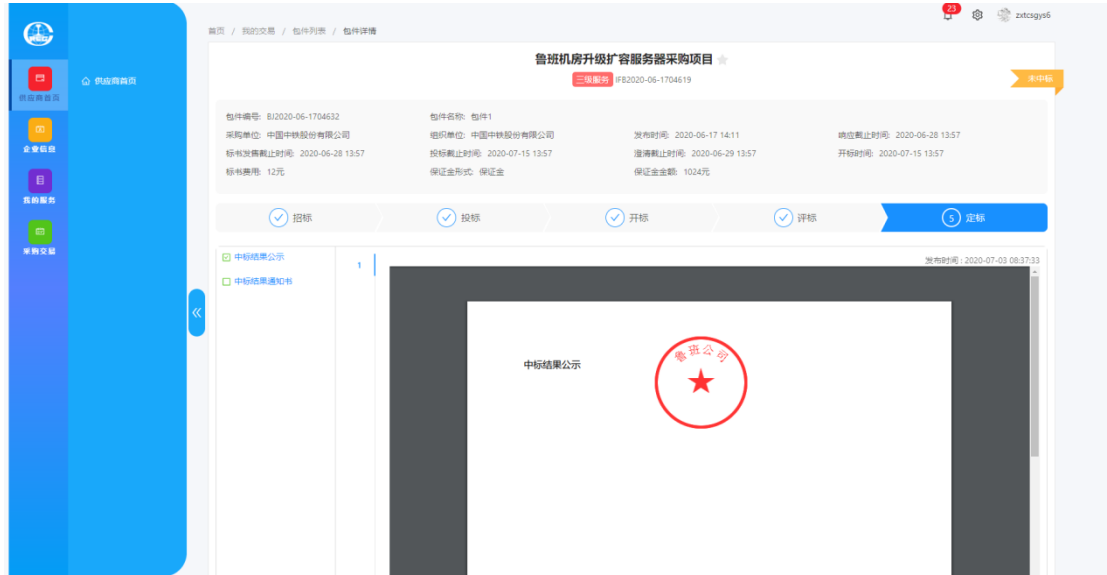 23
zxtcsgys6
首页 / 我的交易 / 包件列表 / 包件详情
供应商首页
供应商首页
企业信息
我的服务
采购交易
鲁班机房升级扩容服务器采购项目
三级服务 IFB2020-06-1704619
未中标
包件编号: BJ2020-06-1704632 包件名称: 包件1
采购单位: 中国中铁股份有限公司 组织单位: 中国中铁股份有限公司 发布时间: 2020-06-17 14:11 响应截止时间: 2020-06-28 13:57
标书发售截止时间: 2020-06-28 13:57 投标截止时间: 2020-07-15 13:57 澄清截止时间: 2020-06-29 13:57 开标时间: 2020-07-15 13:57
标书费用: 12元 保证金形式: 保证金 保证金金额: 1024元
招标 投标 开标 评标 5 定标
中标结果公示
中标结果通知书
1
发布时间 : 2020-07-03 08:37:33
中标结果公示
鲁班公司